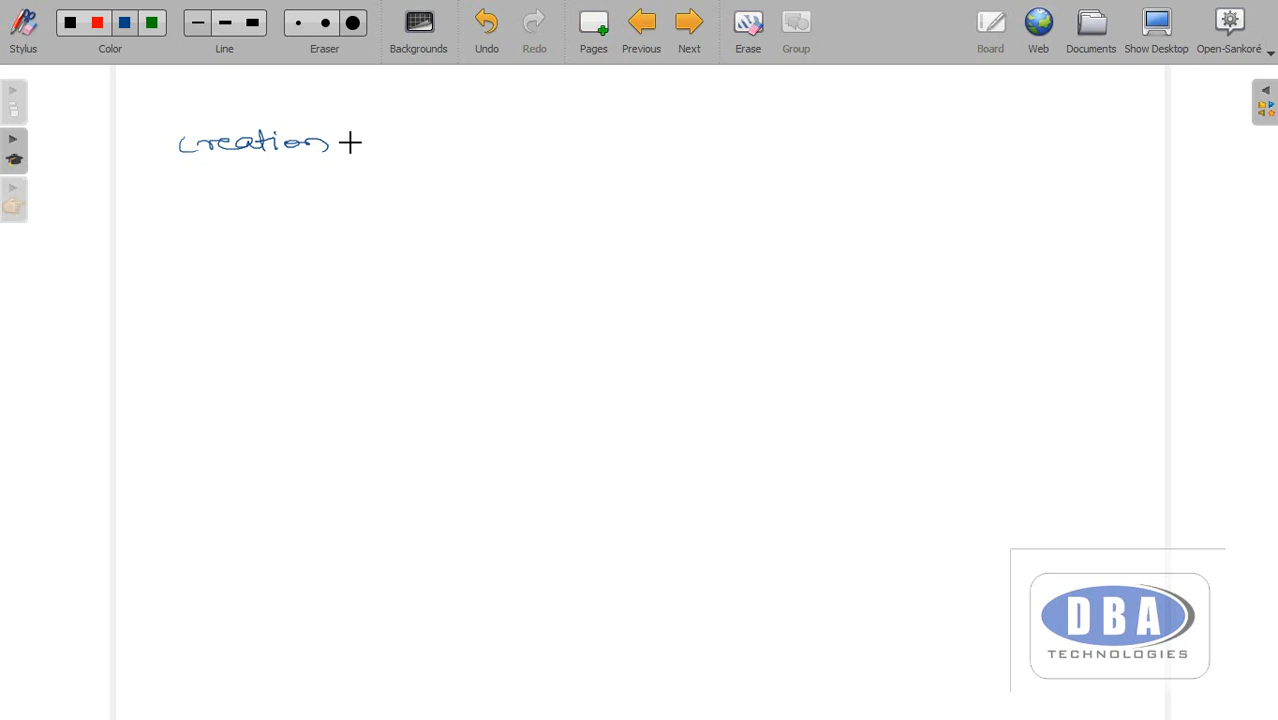 Stylus Color Line Eraser Backgrounds Undo Redo Pages Previous Next Erase Group Board Web Documents Show Desktop Open-Sankoré
creation
DBA
TECHNOLOGIES